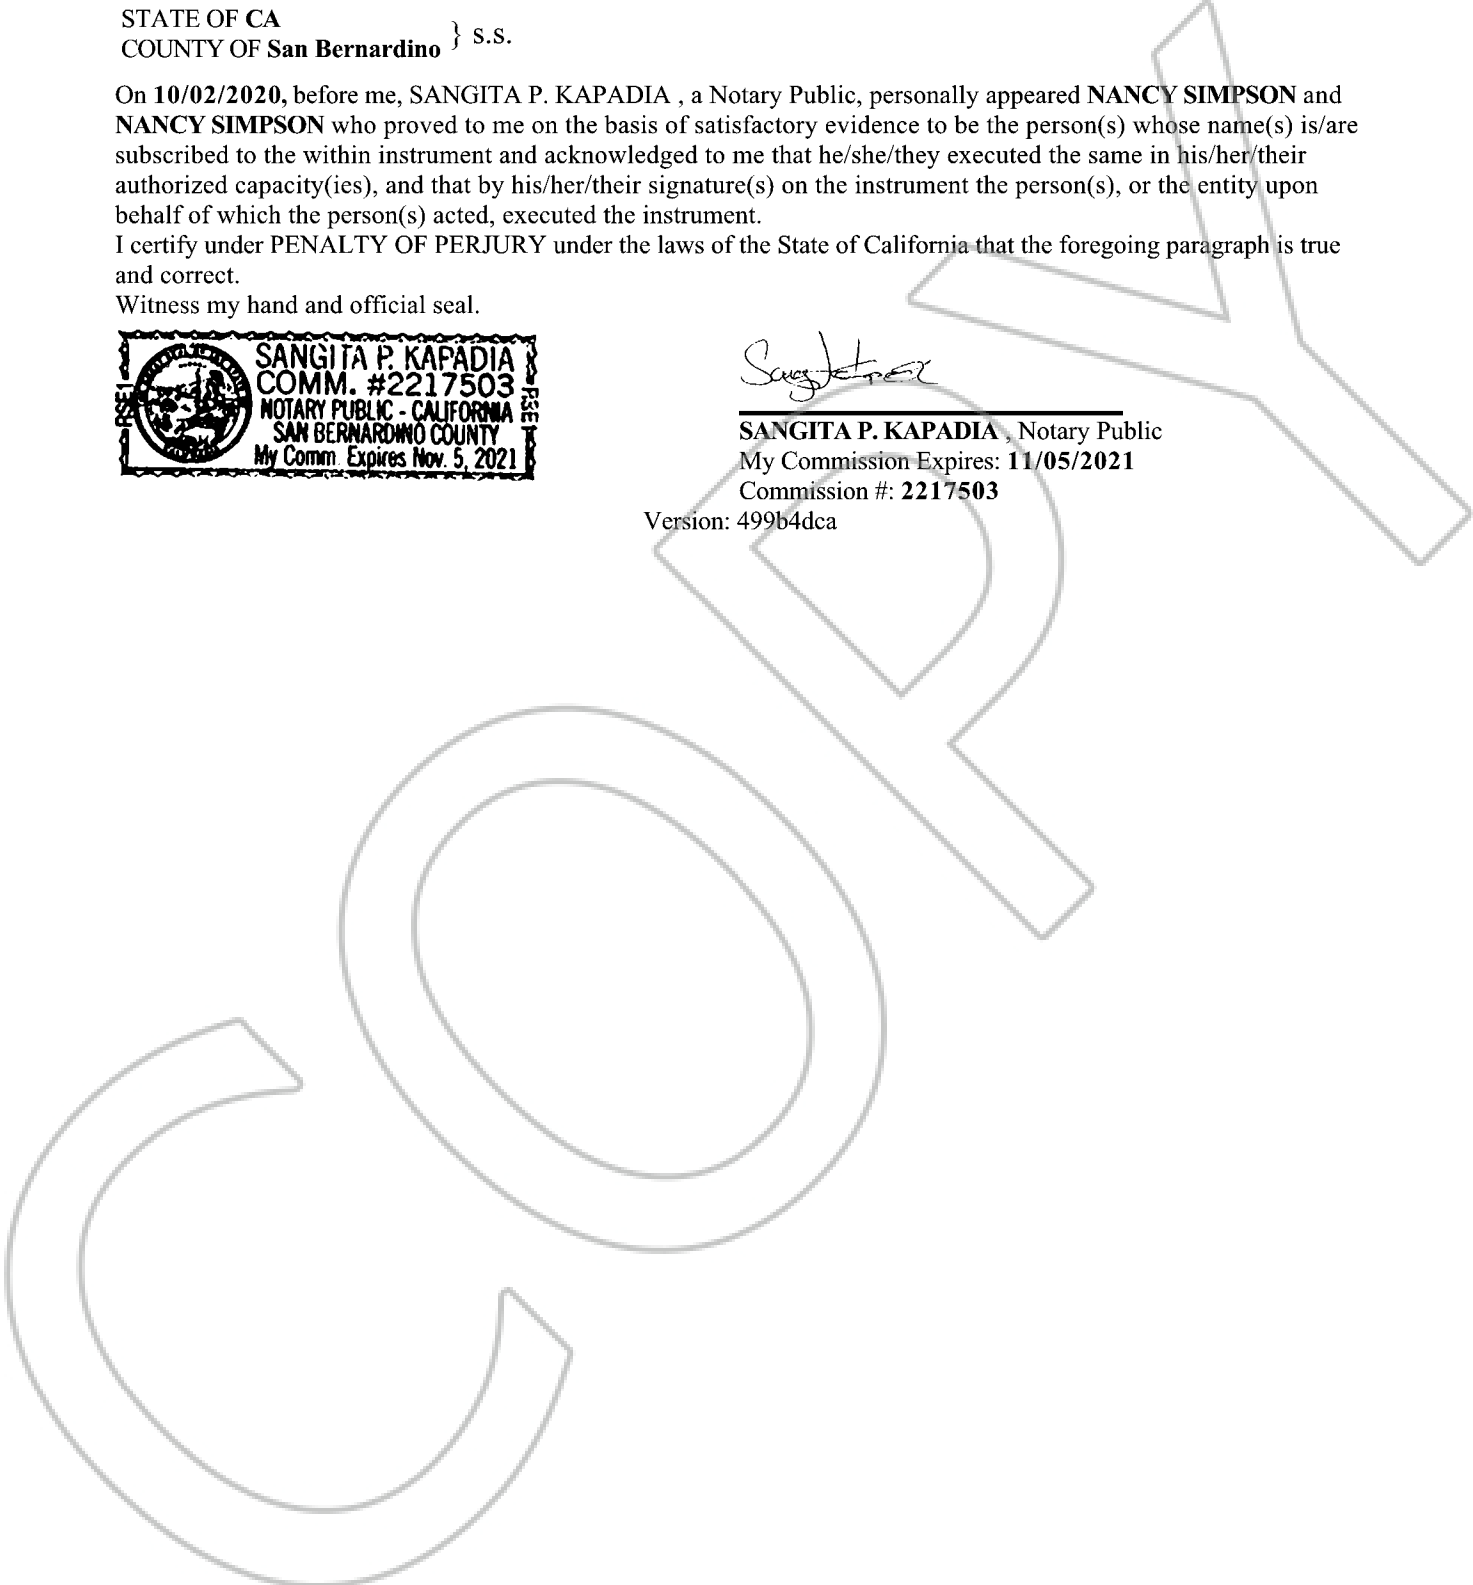 STATE OF CA
COUNTY OF San Bernardino } s.s.
On 10/02/2020, before me, SANGITA P. KAPADIA , a Notary Public, personally appeared NANCY SIMPSON and
NANCY SIMPSON who proved to me on the basis of satisfactory evidence to be the person(s) whose name(s) is/are
subscribed to the within instrument and acknowledged to me that he/she/they executed the same in his/her/their
authorized capacity(ies), and that by his/her/their signature(s) on the instrument the person(s), or the entity upon
behalf of which the person(s) acted, executed the instrument.
I certify under PENALTY OF PERJURY under the laws of the State of California that the foregoing paragraph is true
and correct.
Witness my hand and official seal.
SANGITA P. KAPADIA
COMM. #2217503
NOTARY PUBLIC - CALIFORNIA
SAN BERNARDINO COUNTY
My Comm. Expires Nov. 5, 2021
SANGITA P. KAPADIA , Notary Public
My Commission Expires: 11/05/2021
Commission #: 2217503
Version: 499b4dca
COPY